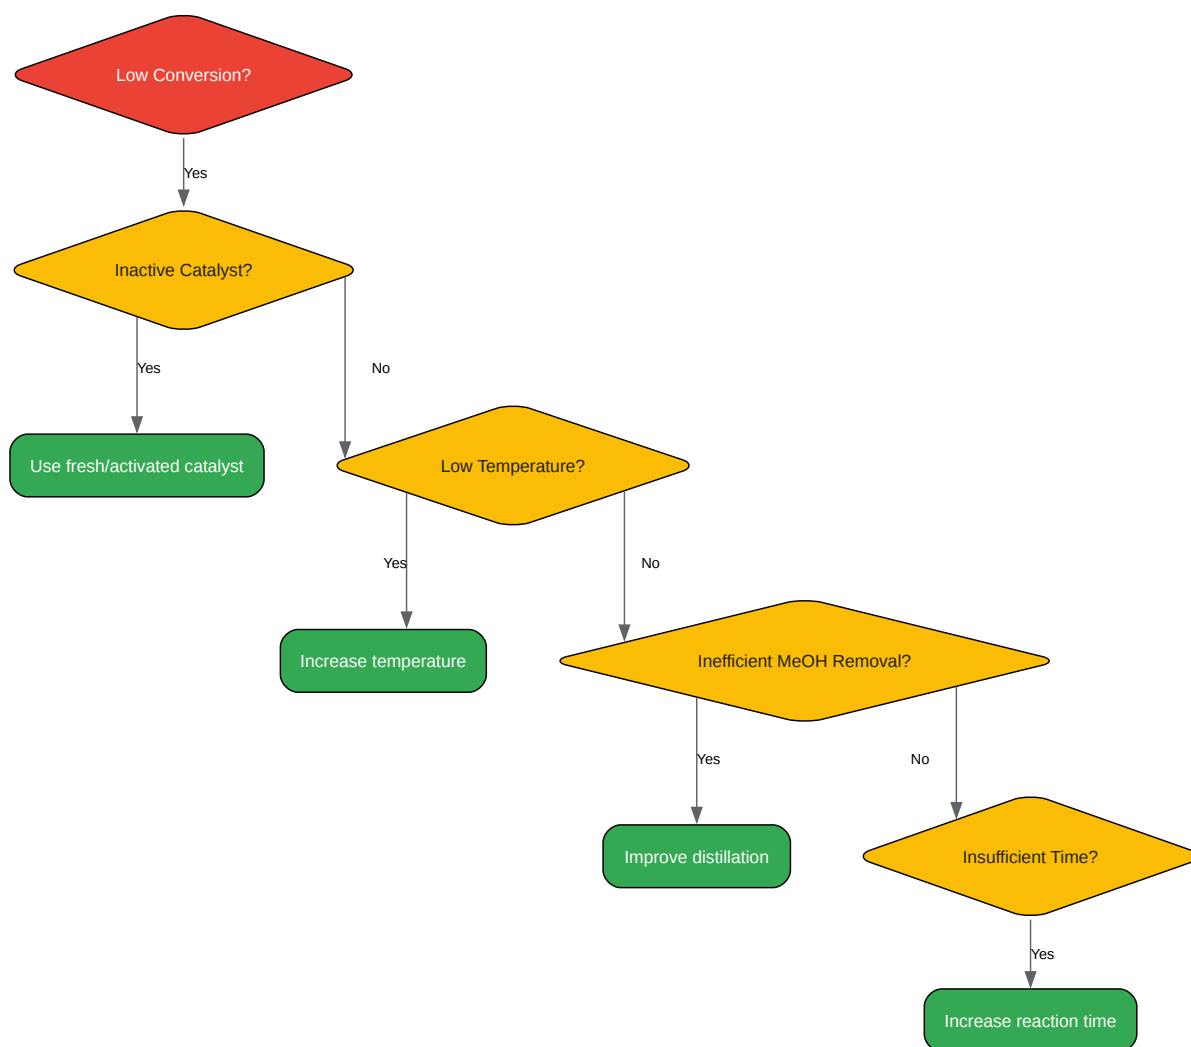 Low Conversion?
Yes
Inactive Catalyst?
Yes
No
Use fresh/activated catalyst
Low Temperature?
Yes
No
Increase temperature
Inefficient MeOH Removal?
Yes
No
Improve distillation
Insufficient Time?
Yes
Increase reaction time